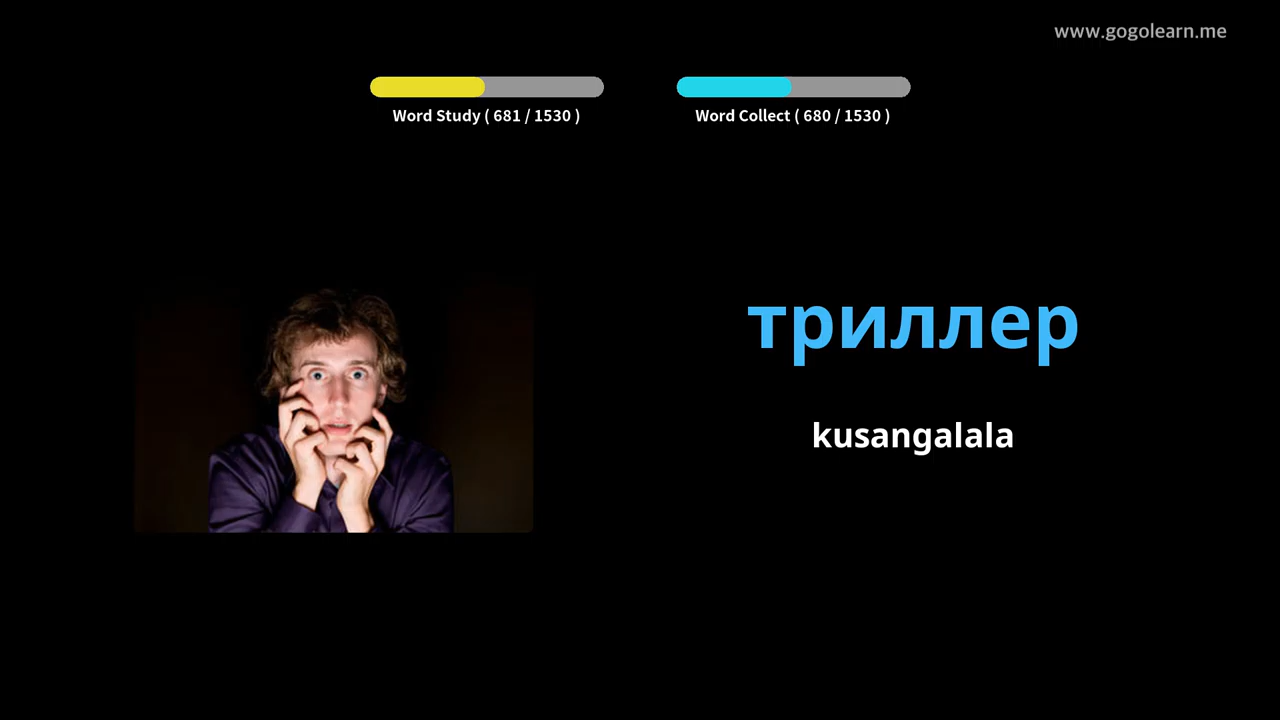 www.gogolearn.me
Word Study ( 681 / 1530 )
Word Collect ( 680 / 1530 )
триллер
kusangalala